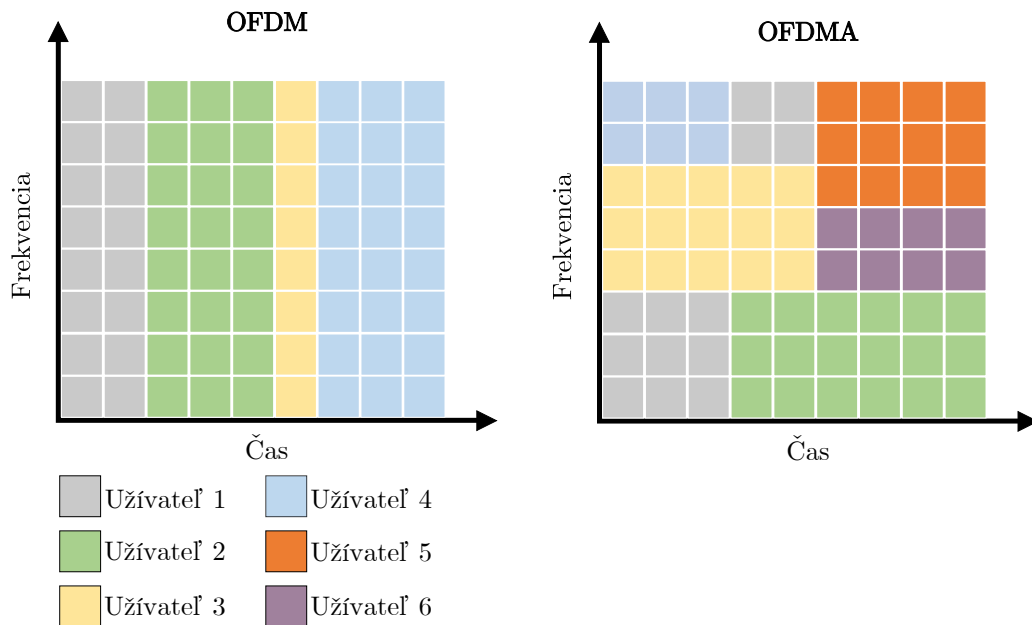 OFDM
Frekvencia
Čas
OFDMA
Frekvencia
Čas
Užívateľ 1
Užívateľ 4
Užívateľ 2
Užívateľ 5
Užívateľ 3
Užívateľ 6